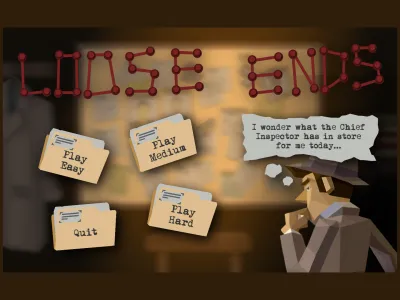 LOOSE ENDS
Play
Easy
Play
Medium
I wonder what the Chief
Inspector has in store
for me today...
Quit
Play
Hard